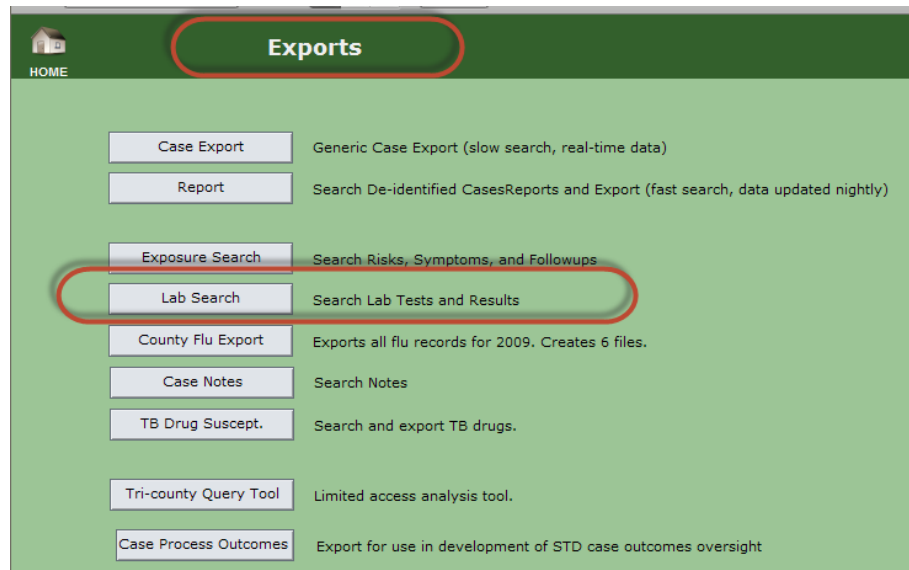 Exports
HOME
Case Export Generic Case Export (slow search, real-time data)
Report Search De-identified CasesReports and Export (fast search, data updated nightly)
Exposure Search Search Risks, Symptoms, and Followups
Lab Search Search Lab Tests and Results
County Flu Export Exports all flu records for 2009. Creates 6 files.
Case Notes Search Notes
TB Drug Suscept. Search and export TB drugs.
Tri-county Query Tool Limited access analysis tool.
Case Process Outcomes Export for use in development of STD case outcomes oversight